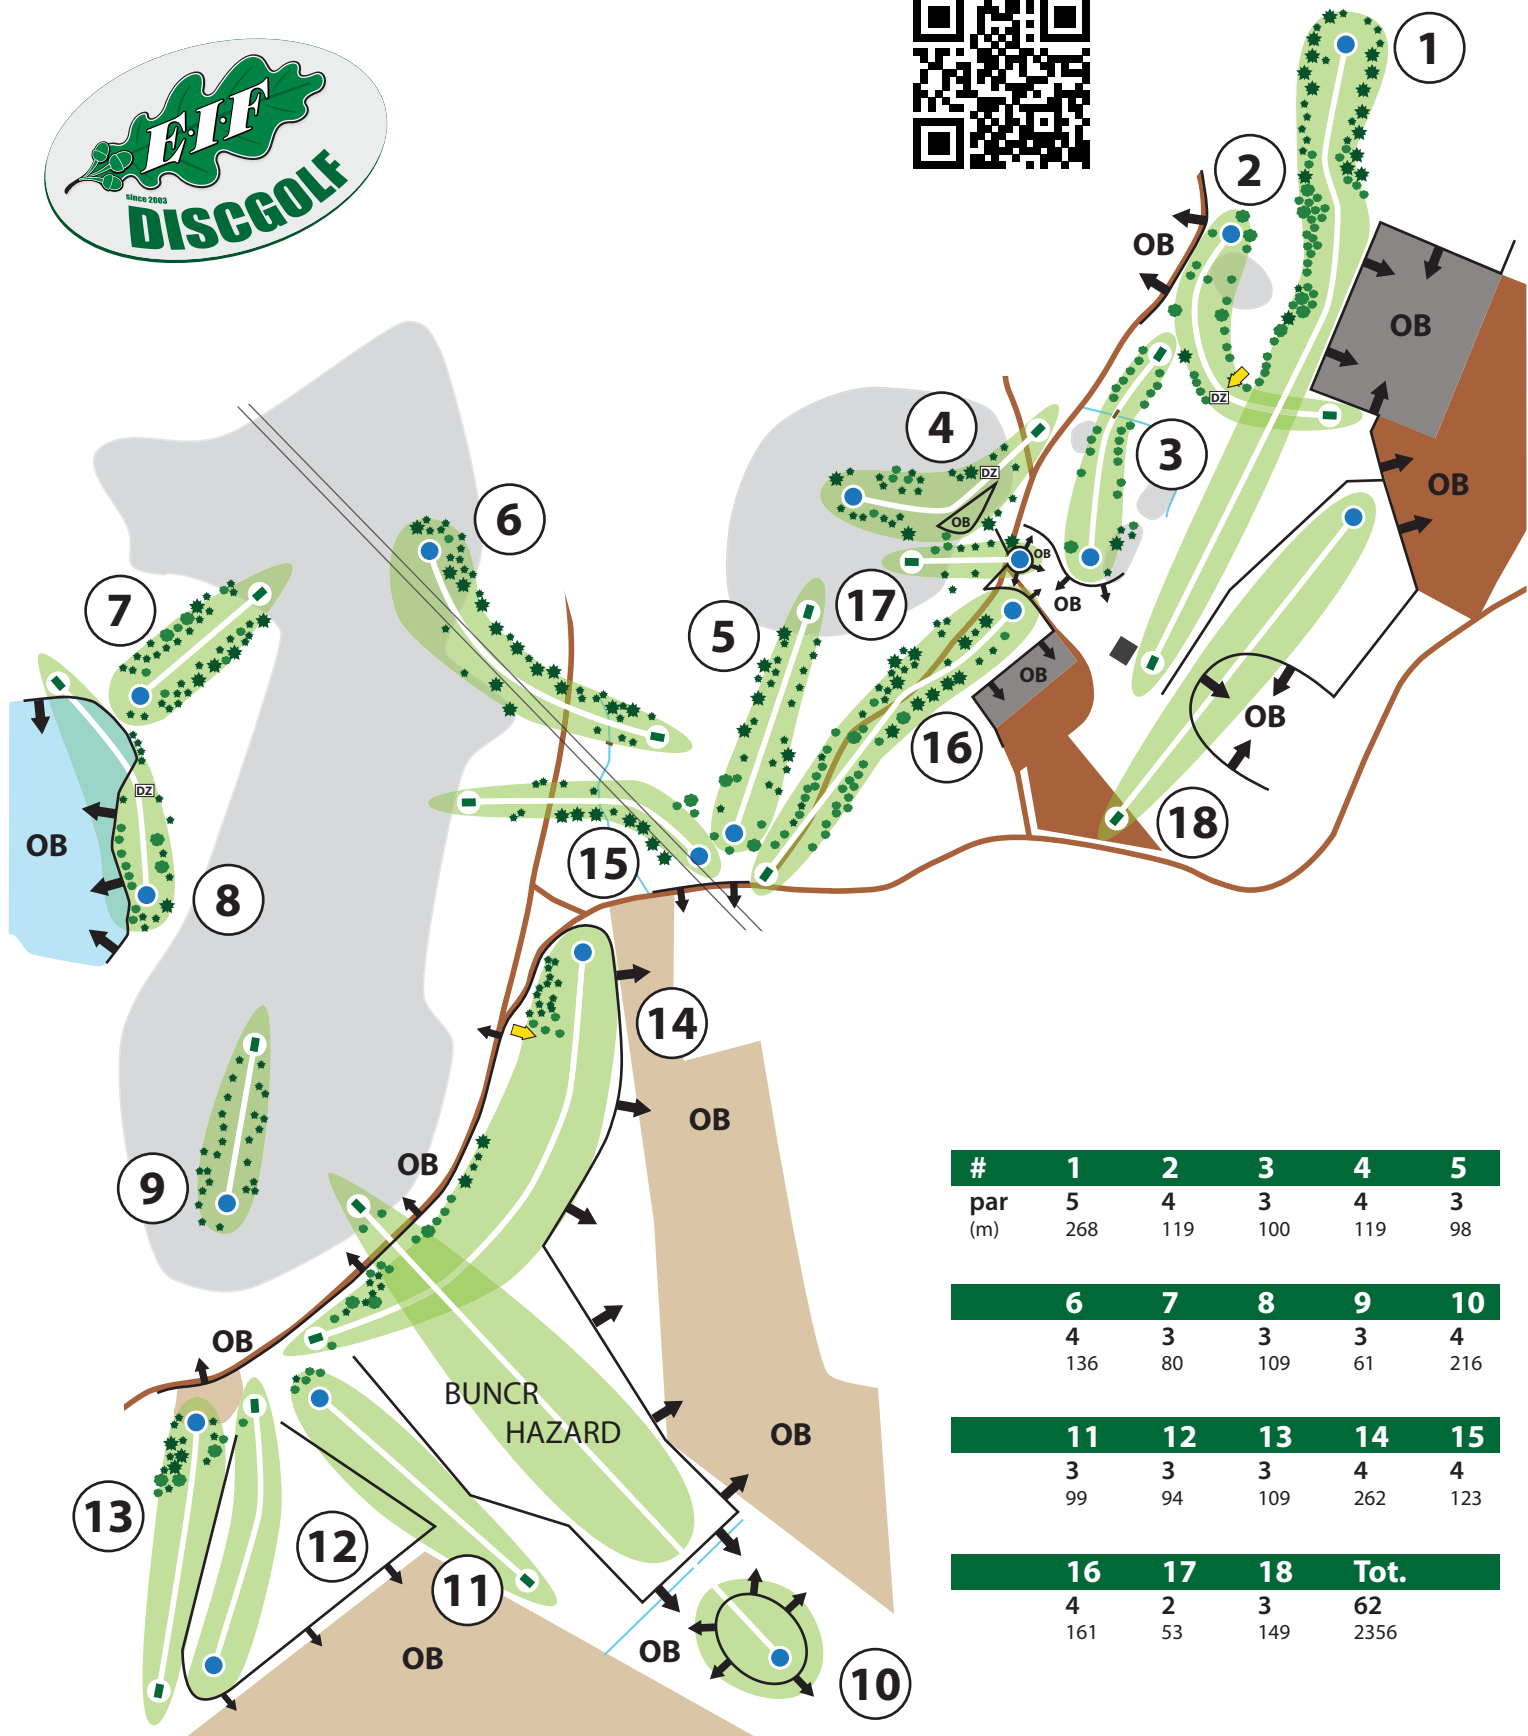 E·I·F
since 2003
DISCGOLF
1
2
OB
OB
DZ
OB
3
4
DZ
OB
OB
OB
17
5
6
7
16
OB
OB
18
DZ
OB
8
15
14
OB
9
OB
OB
BUNCR
HAZARD
OB
13
12
11
OB
OB
10
# 1 2 3 4 5
par 5 4 3 4 3
(m) 268 119 100 119 98
6 7 8 9 10
4 3 3 3 4
136 80 109 61 216
11 12 13 14 15
3 3 3 4 4
99 94 109 262 123
16 17 18 Tot.
4 2 3 62
161 53 149 2356